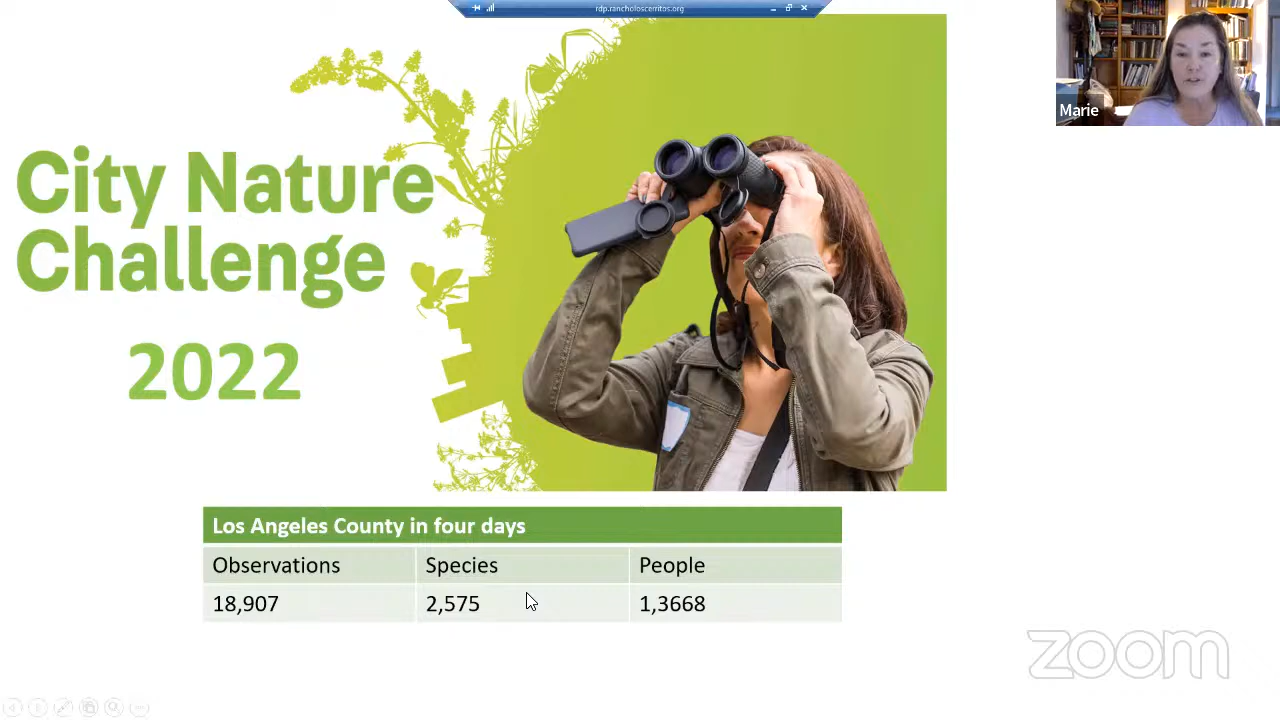 rdp.rancholoscerritos.org
Marie
City Nature
Challenge
2022
Los Angeles County in four days
Observations Species People
18,907 2,575 1,3668
zoom